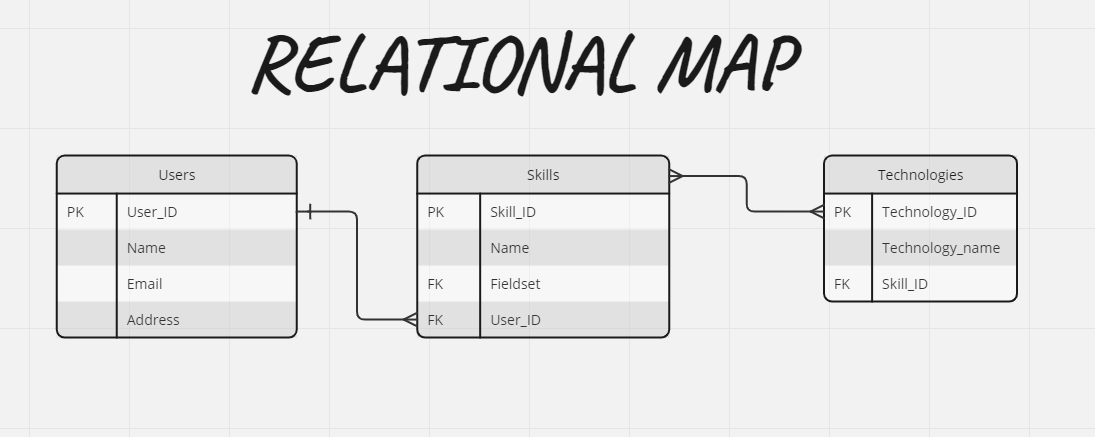 RELATIONAL MAP
Users
PK User_ID
Name
Email
Address
Skills
PK Skill_ID
Name
FK Fieldset
FK User_ID
Technologies
PK Technology_ID
Technology_name
FK Skill_ID